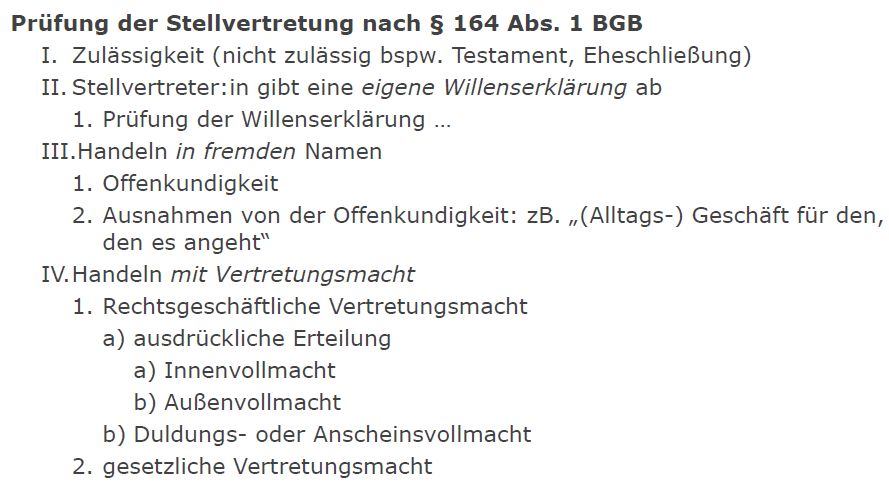 Prüfung der Stellvertretung nach § 164 Abs. 1 BGB
I. Zulässigkeit (nicht zulässig bspw. Testament, Eheschließung)
II. Stellvertreter:in gibt eine eigene Willenserklärung ab
1. Prüfung der Willenserklärung …
III.Handeln in fremden Namen
1. Offenkundigkeit
2. Ausnahmen von der Offenkundigkeit: zB. „(Alltags-) Geschäft für den,
den es angeht“
IV.Handeln mit Vertretungsmacht
1. Rechtsgeschäftliche Vertretungsmacht
a) ausdrückliche Erteilung
a) Innenvollmacht
b) Außenvollmacht
b) Duldungs- oder Anscheinsvollmacht
2. gesetzliche Vertretungsmacht